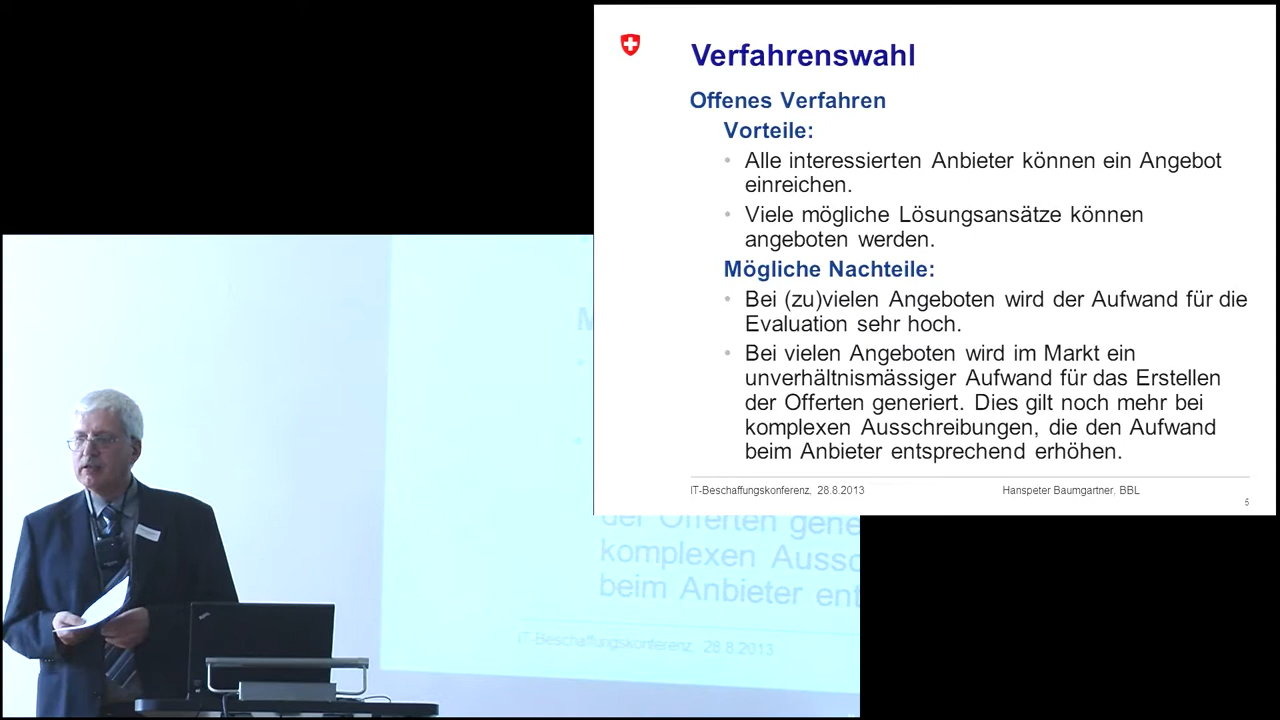 Verfahrenswahl
Offenes Verfahren
Vorteile:
• Alle interessierten Anbieter können ein Angebot
einreichen.
• Viele mögliche Lösungsansätze können
angeboten werden.
Mögliche Nachteile:
• Bei (zu)vielen Angeboten wird der Aufwand für die
Evaluation sehr hoch.
• Bei vielen Angeboten wird im Markt ein
unverhältnismässiger Aufwand für das Erstellen
der Offerten generiert. Dies gilt noch mehr bei
komplexen Ausschreibungen, die den Aufwand
beim Anbieter entsprechend erhöhen.
IT-Beschaffungskonferenz, 28.8.2013
Hanspeter Baumgartner, BBL
5
der Offerten gene
komplexen Aussc
beim Anbieter ent
IT-Beschaffungskonferenz, 28.8.2013